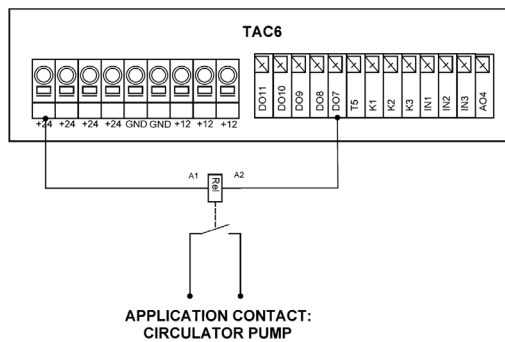 TAC6
DO11 DO10 DO9 DO8 DO7 T5 K1 K2 K3 IN1 IN2 IN3 AO4
+24 +24 +24 +24 GND GND +12 +12 +12
A1 Rel A2
APPLICATION CONTACT:
CIRCULATOR PUMP